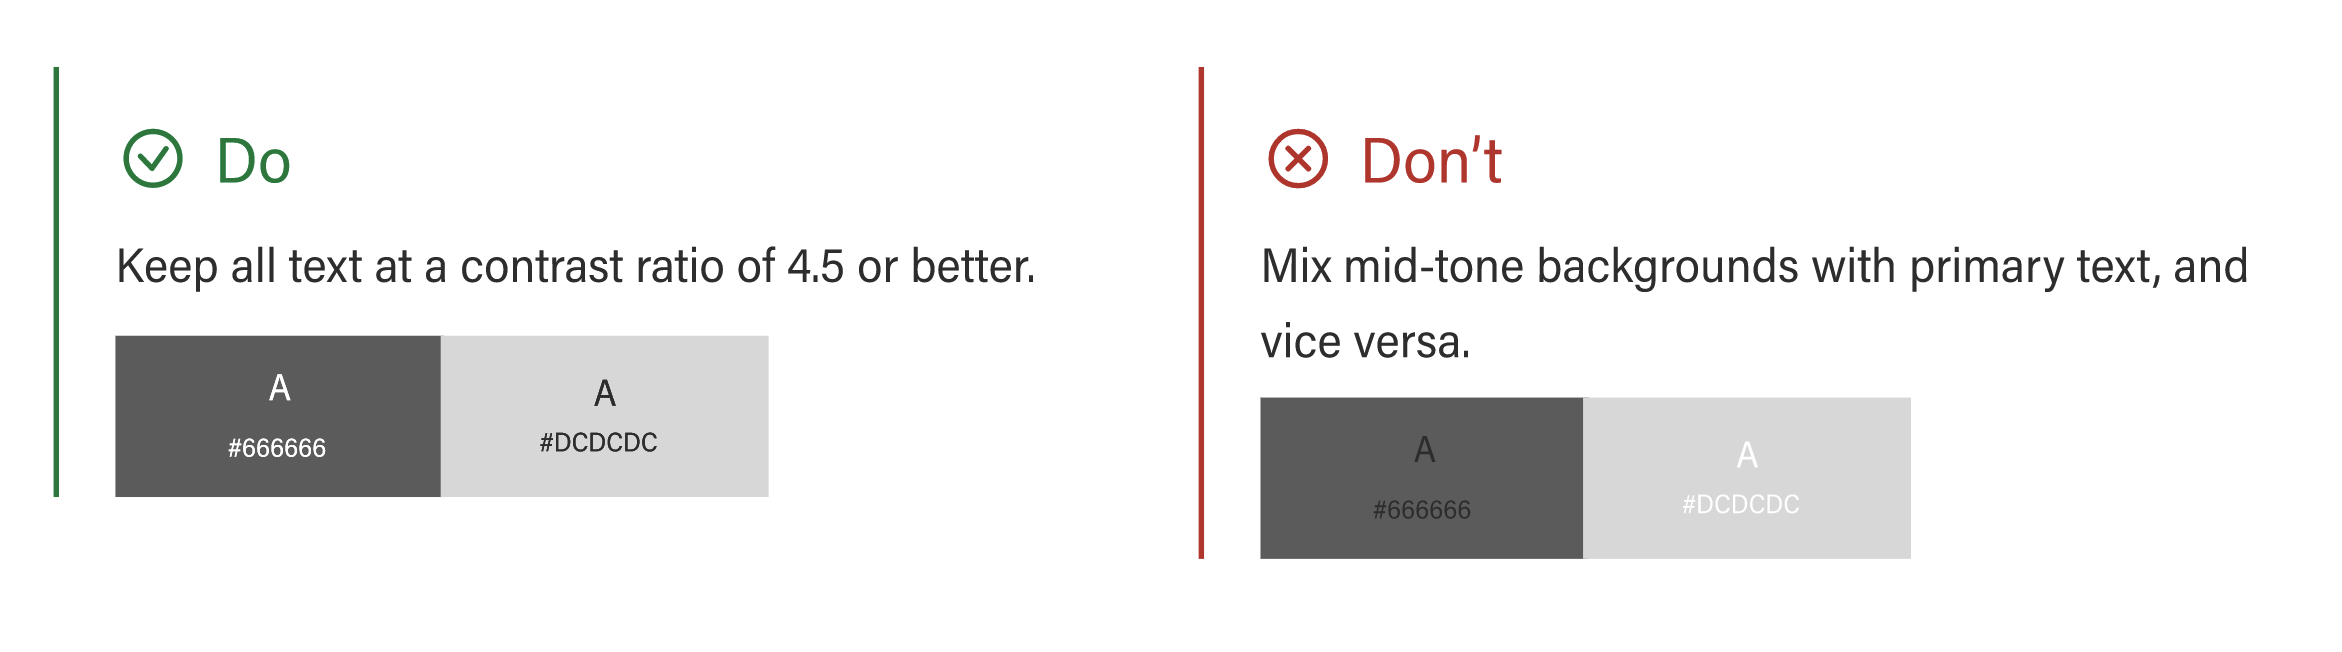 Do
Keep all text at a contrast ratio of 4.5 or better.
A
#666666
A
#DCDCDC
Don’t
Mix mid-tone backgrounds with primary text, and
vice versa.
A
#666666
A
#DCDCDC